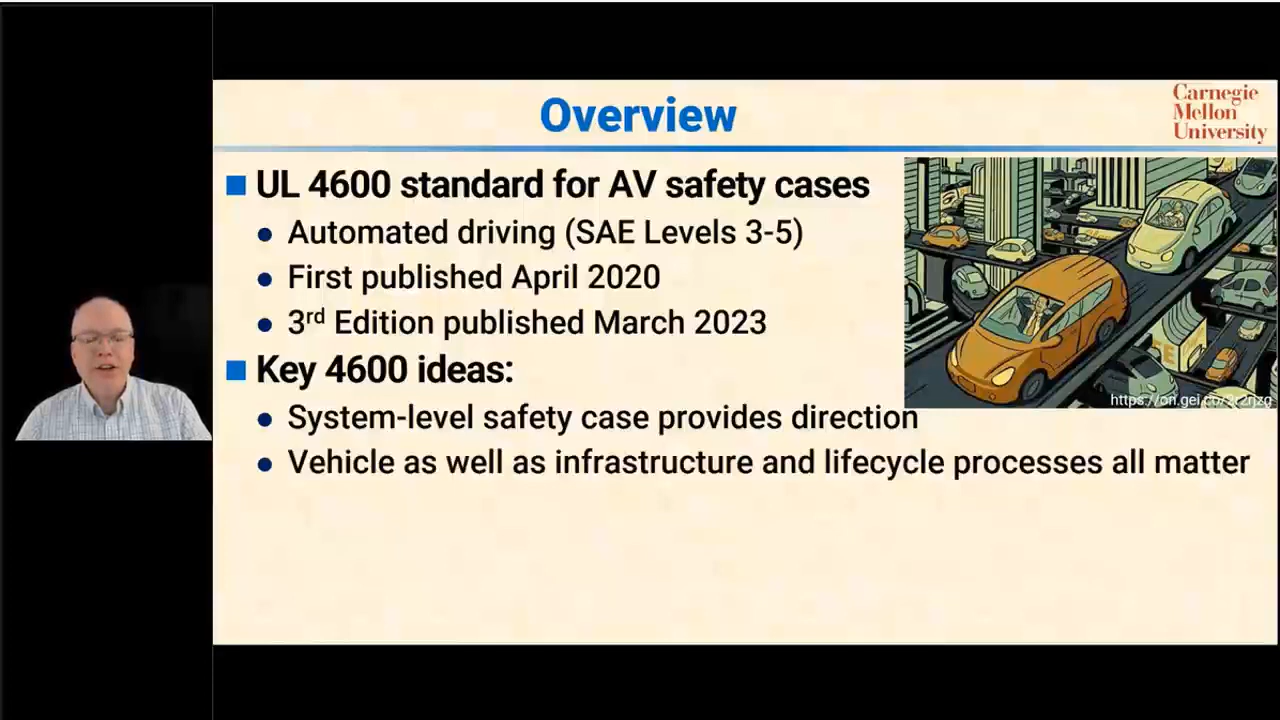 Overview
Carnegie
Mellon
University
UL 4600 standard for AV safety cases
Automated driving (SAE Levels 3-5)
First published April 2020
3rd Edition published March 2023
Key 4600 ideas:
System-level safety case provides direction
Vehicle as well as infrastructure and lifecycle processes all matter